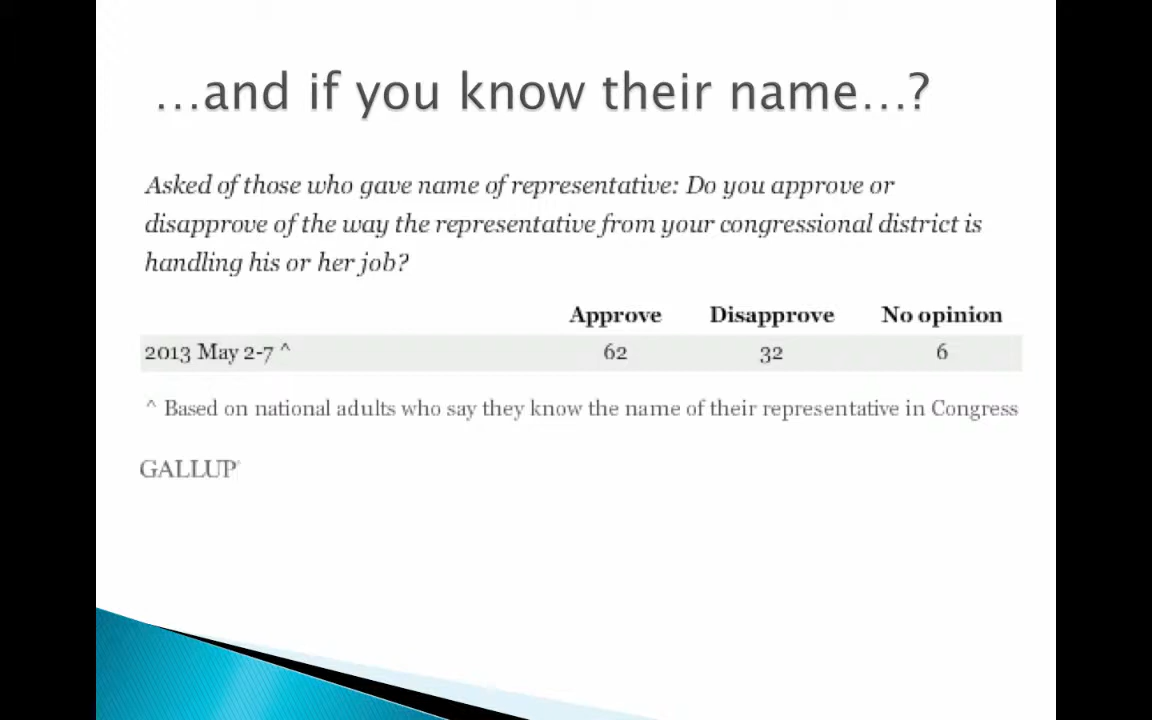 …and if you know their name…?
Asked of those who gave name of representative: Do you approve or
disapprove of the way the representative from your congressional district is
handling his or her job?
Approve Disapprove No opinion
2013 May 2-7 ^ 62 32 6
^ Based on national adults who say they know the name of their representative in Congress
GALLUP